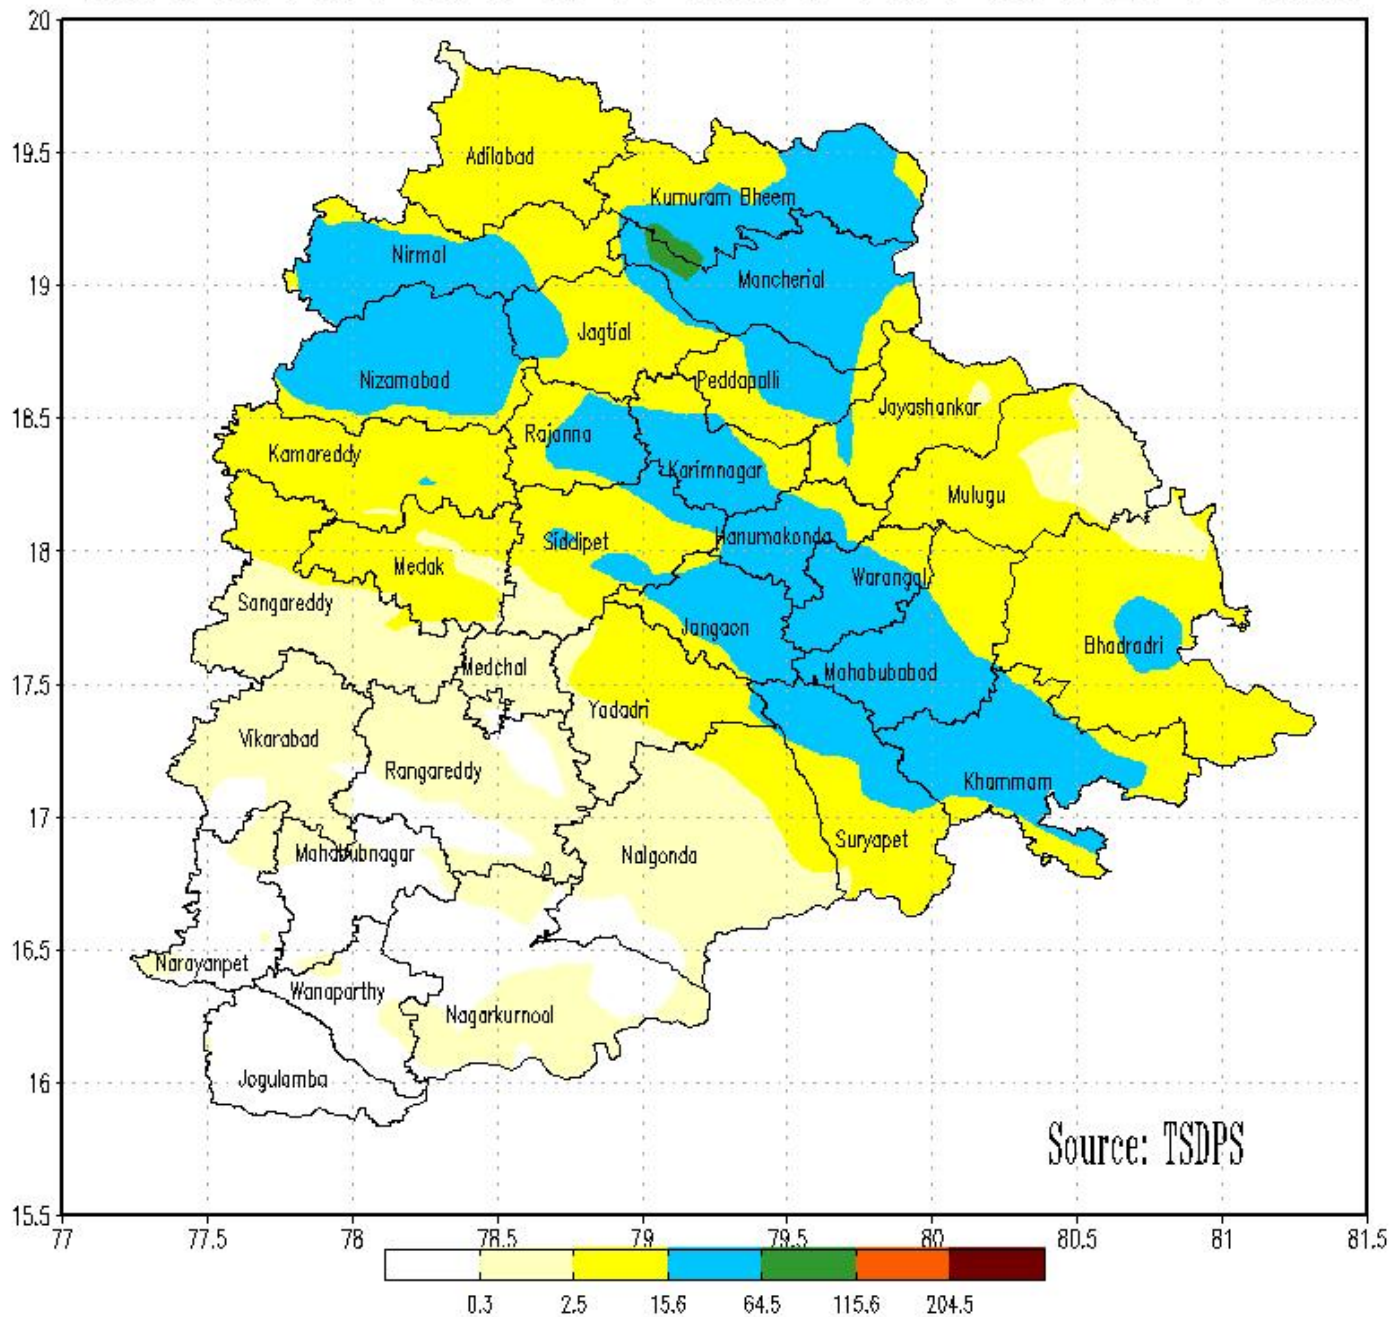 20
19.5
19
18.5
18
17.5
17
16.5
16
15.5
Adilabad
Kumuram Bheem
Nirmal
Mancherial
Jagtial
Nizamabad
Peddapalli
Jayashankar
Rajanna
Kamareddy
Karimnagar
Mulugu
Siddipet
Hanumakonda
Medak
Warangal
Sangareddy
Jangaon
Bhadradri
Medchal
Mahabubabad
Yadadri
Vikarabad
Rangareddy
Khammam
Suryapet
Mahabubnagar
Nalgonda
Narayanpet
Wanaparthy
Nagarkurnool
Jogulamba
Source: TSDPS
77 77.5 78 78.5 79 79.5 80 80.5 81 81.5
0.3 2.5 15.6 64.5 115.6 204.5